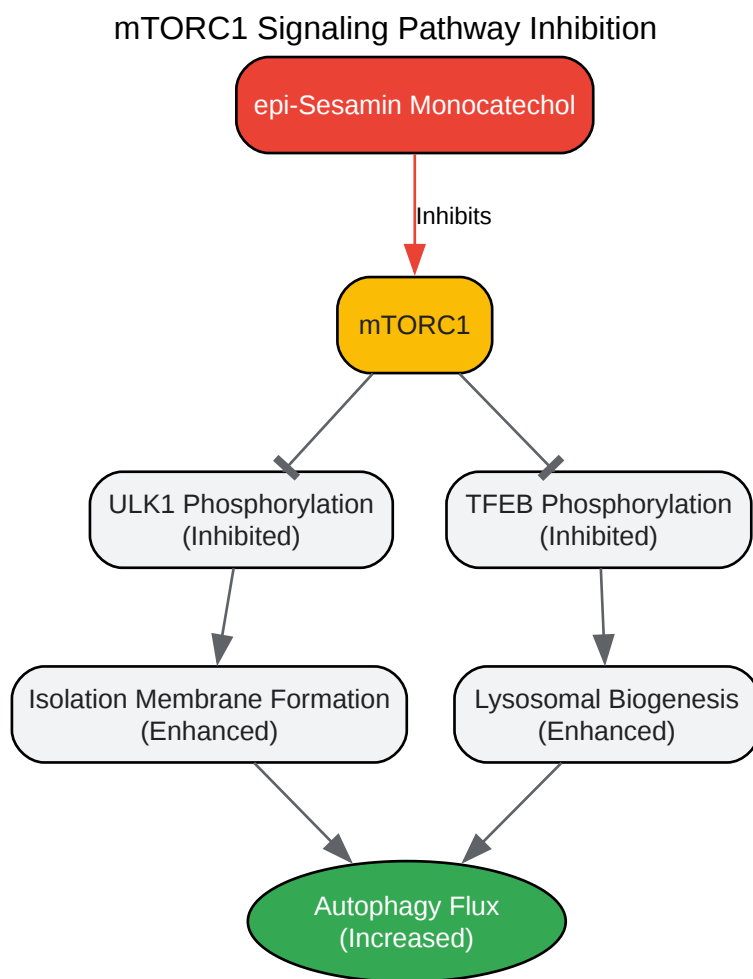 mTORC1 Signaling Pathway Inhibition
epi-Sesamin Monocatechol
Inhibits
mTORC1
ULK1 Phosphorylation
(Inhibited)
TFEB Phosphorylation
(Inhibited)
Isolation Membrane Formation
(Enhanced)
Lysosomal Biogenesis
(Enhanced)
Autophagy Flux
(Increased)